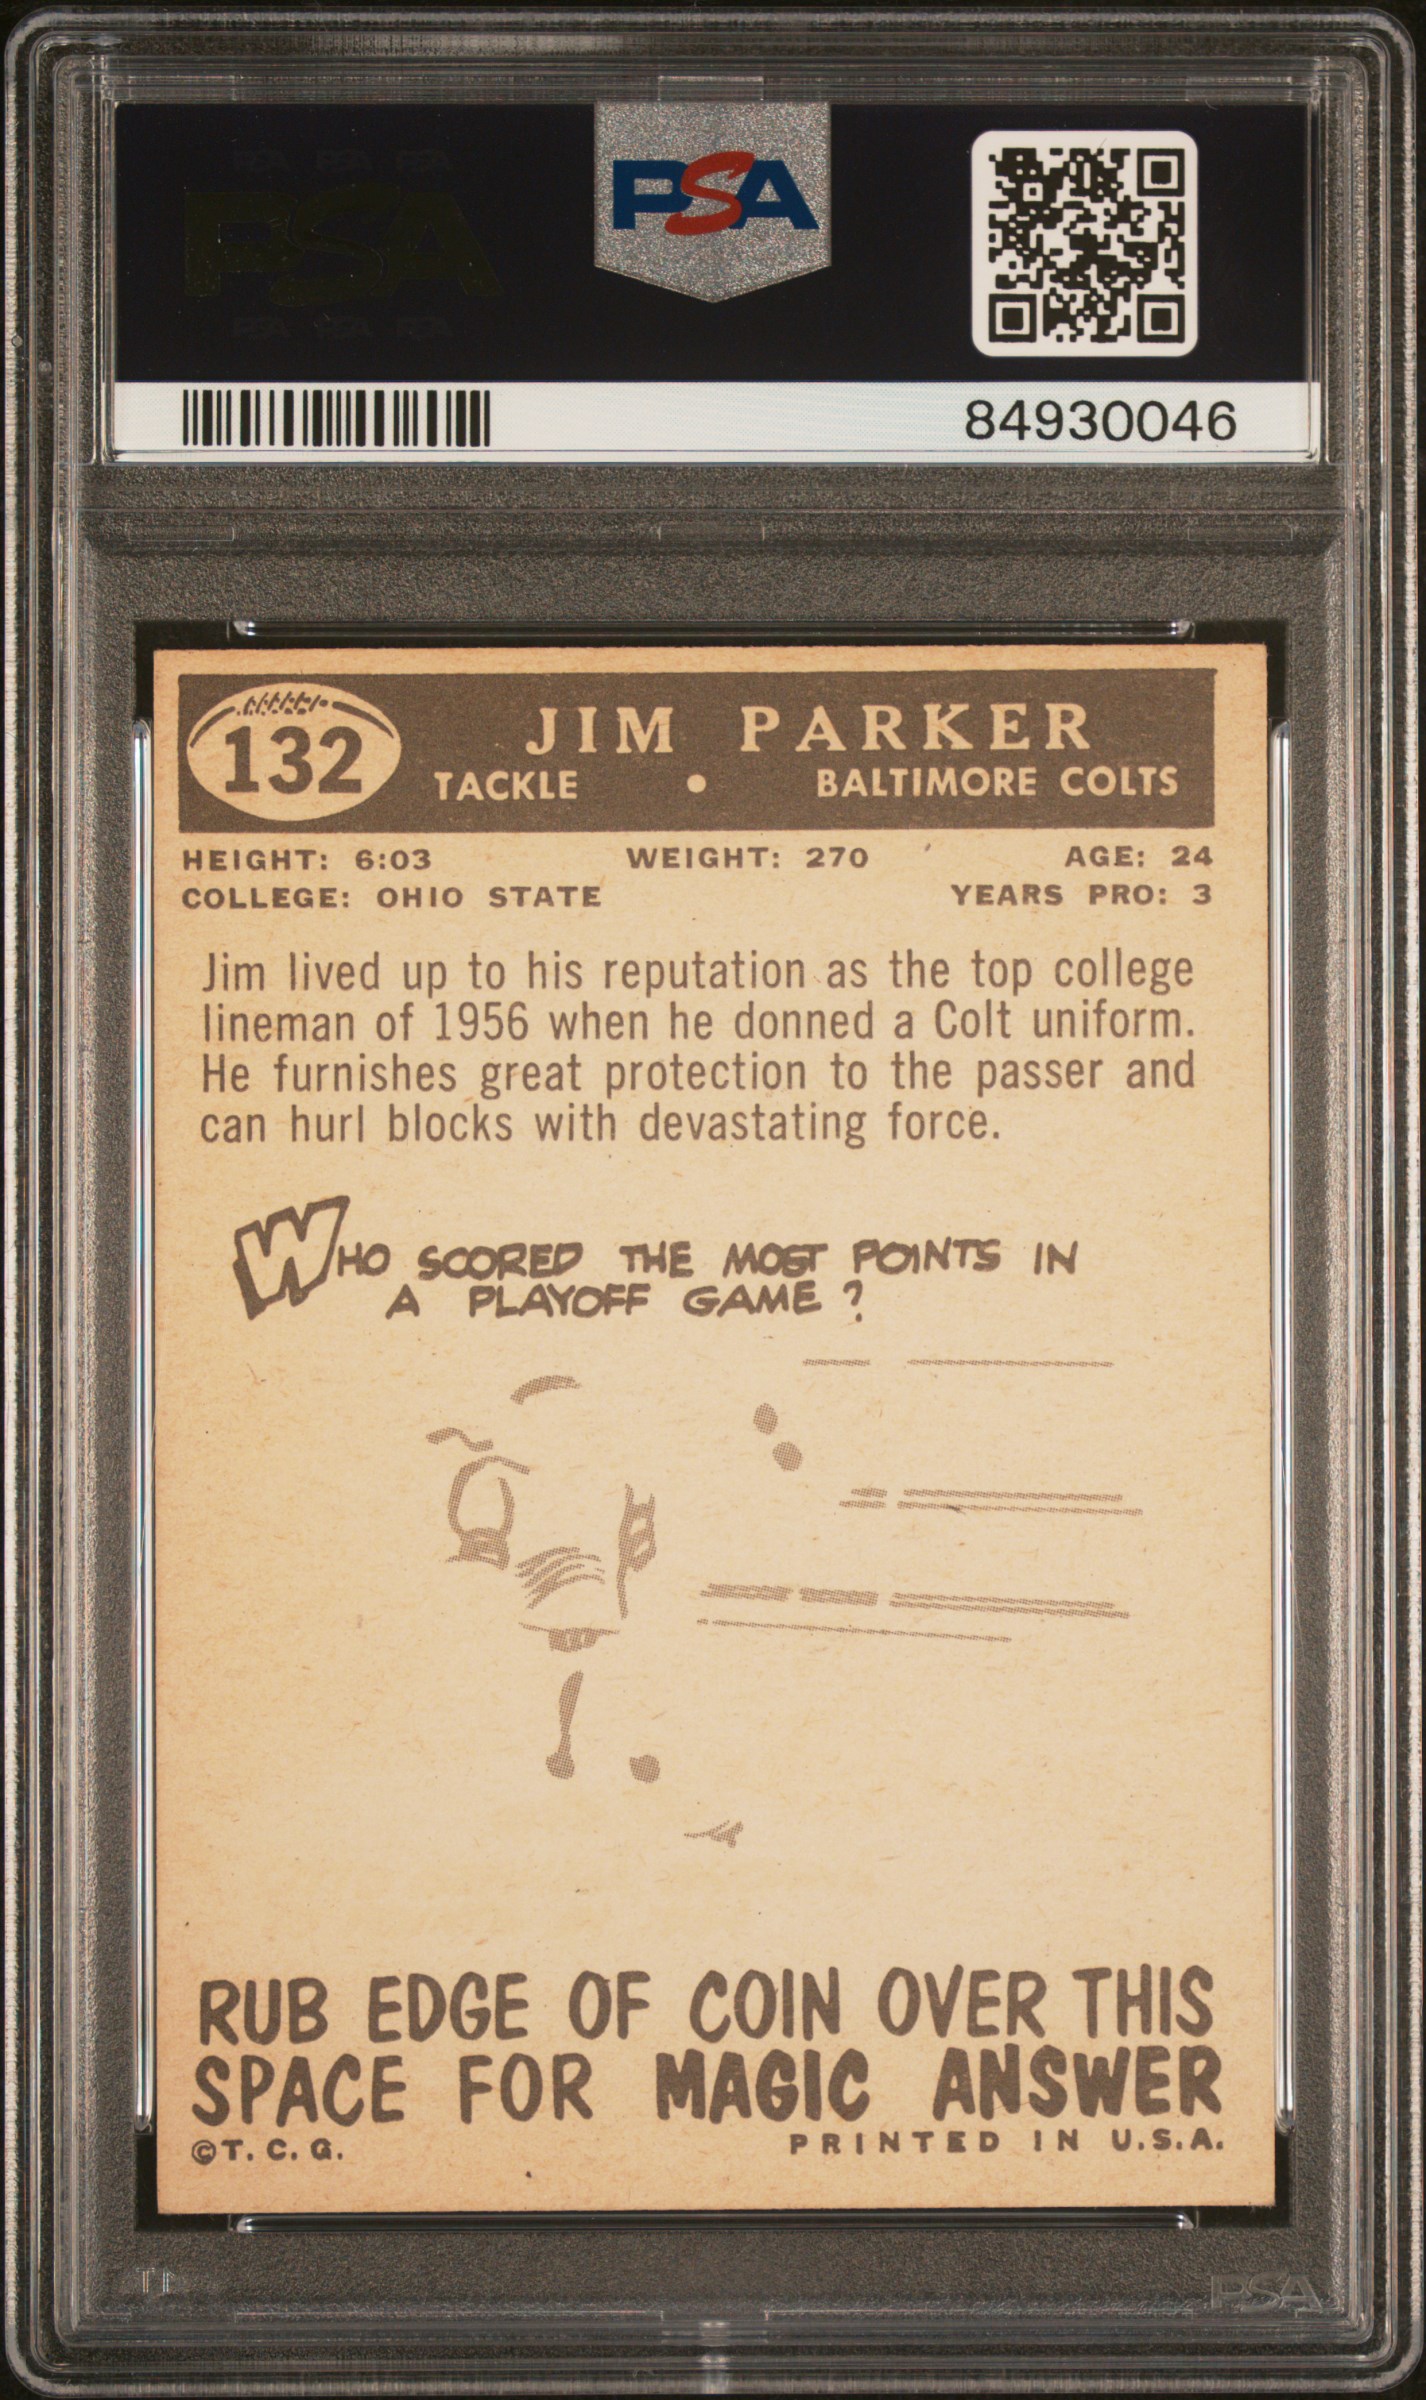 PSA
84930046
132
JIM PARKER
TACKLE • BALTIMORE COLTS
HEIGHT: 6:03 WEIGHT: 270 AGE: 24
COLLEGE: OHIO STATE YEARS PRO: 3
Jim lived up to his reputation as the top college
lineman of 1956 when he donned a Colt uniform.
He furnishes great protection to the passer and
can hurl blocks with devastating force.
WHO SCORED THE MOST POINTS IN
A PLAYOFF GAME?
RUB EDGE OF COIN OVER THIS
SPACE FOR MAGIC ANSWER
©T. C. G. PRINTED IN U.S.A.
PSA